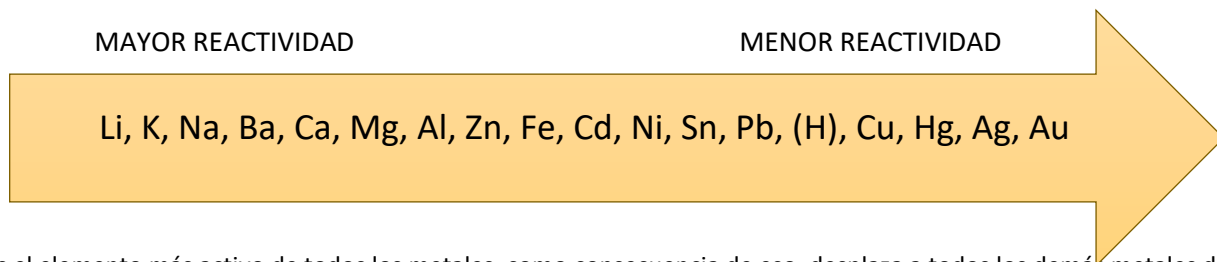 MAYOR REACTIVIDAD MENOR REACTIVIDAD
Li, K, Na, Ba, Ca, Mg, Al, Zn, Fe, Cd, Ni, Sn, Pb, (H), Cu, Hg, Ag, Au
el elemento más activo de todos los metales, como consecuencia de eso, desplaza a todos los demás metales